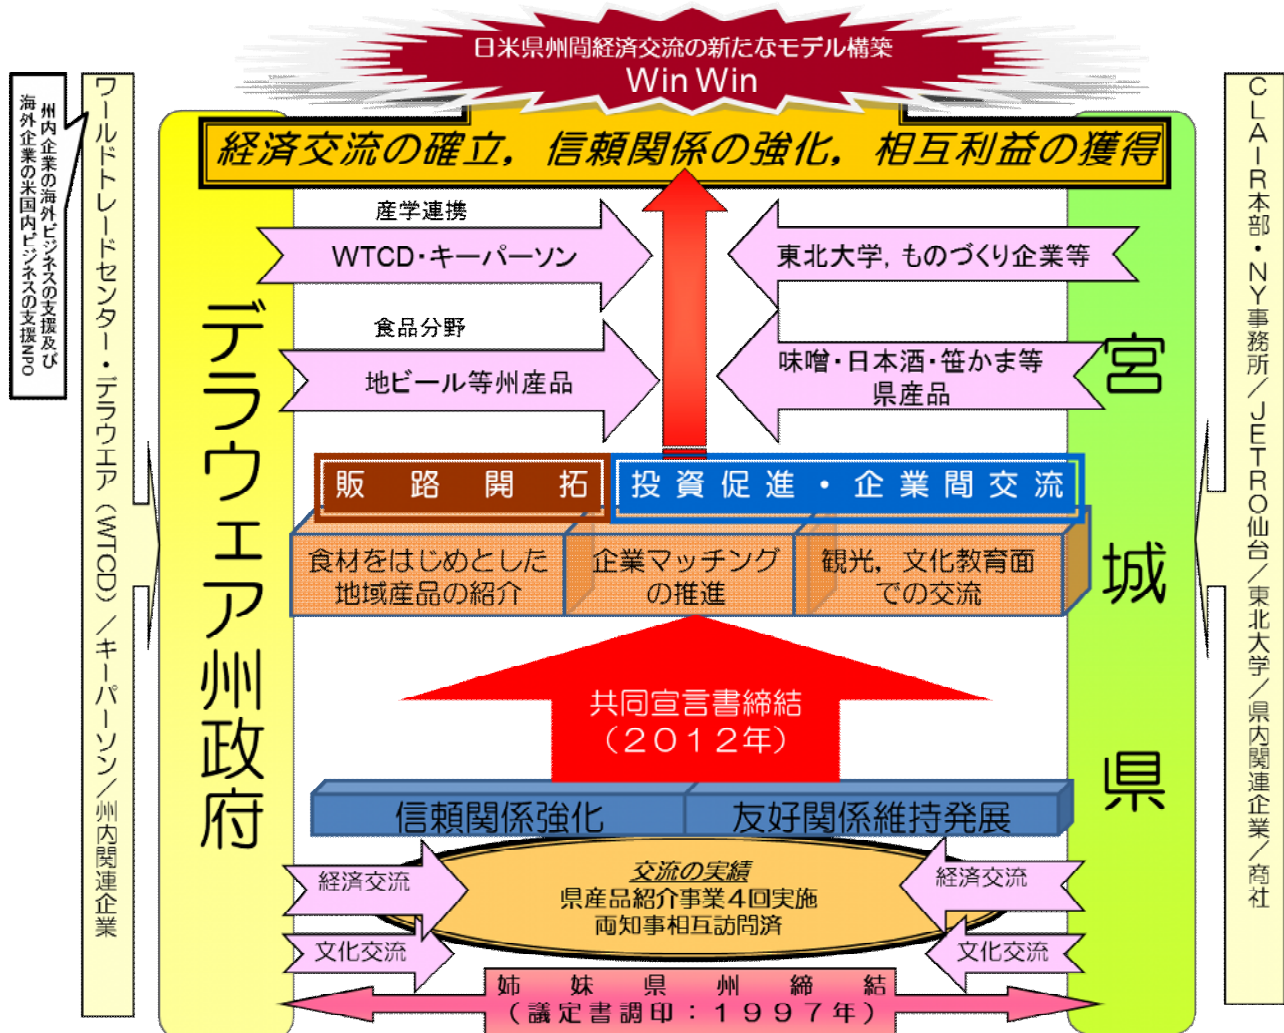 日米県州間経済交流の新たなモデル構築
Win Win
経済交流の確立，信頼関係の強化，相互利益の獲得
州内企業の海外ビジネスの支援及び
海外企業の米国内ビジネスの支援NPO
ワールドトレードセンター・デラウエア（WTCD）／キーパーソン／州内関連企業
デラウェア州政府
産学連携
WTCD・キーパーソン
東北大学，ものづくり企業等
食品分野
地ビール等州産品
味噌・日本酒・笹かま等
県産品
宮城県
CLAIR本部・NY事務所／JETRO仙台／東北大学／県内関連企業／商社
販路開拓
投資促進・企業間交流
食材をはじめとした
地域産品の紹介
企業マッチング
の推進
観光，文化教育面
での交流
共同宣言書締結
（２０１２年）
信頼関係強化
友好関係維持発展
交流の実績
県産品紹介事業４回実施
両知事相互訪問済
経済交流
経済交流
文化交流
文化交流
姉妹県州締結
（議定書調印：１９９７年）